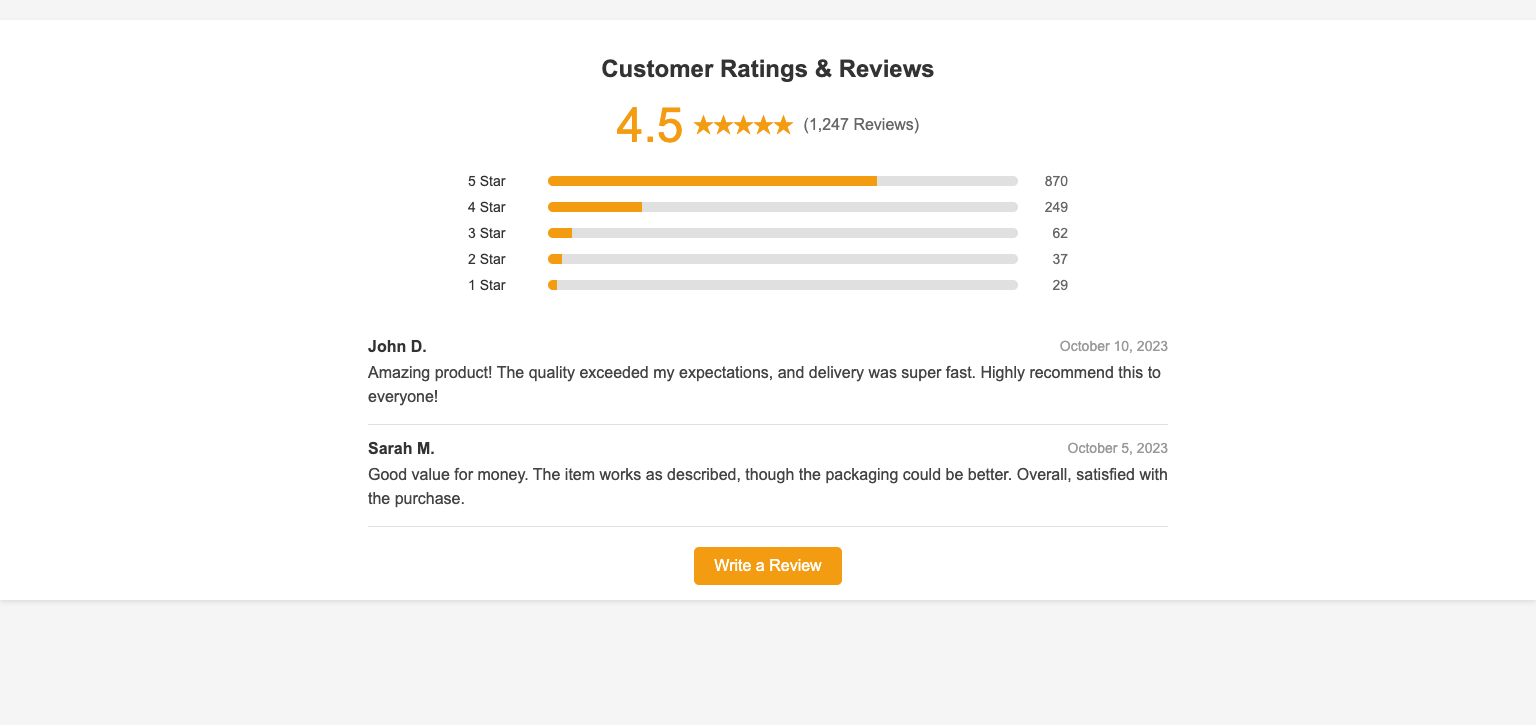 Customer Ratings & Reviews
4.5 ★★★★★ (1,247 Reviews)
5 Star 870
4 Star 249
3 Star 62
2 Star 37
1 Star 29
John D. October 10, 2023
Amazing product! The quality exceeded my expectations, and delivery was super fast. Highly recommend this to
everyone!
Sarah M. October 5, 2023
Good value for money. The item works as described, though the packaging could be better. Overall, satisfied with
the purchase.
Write a Review